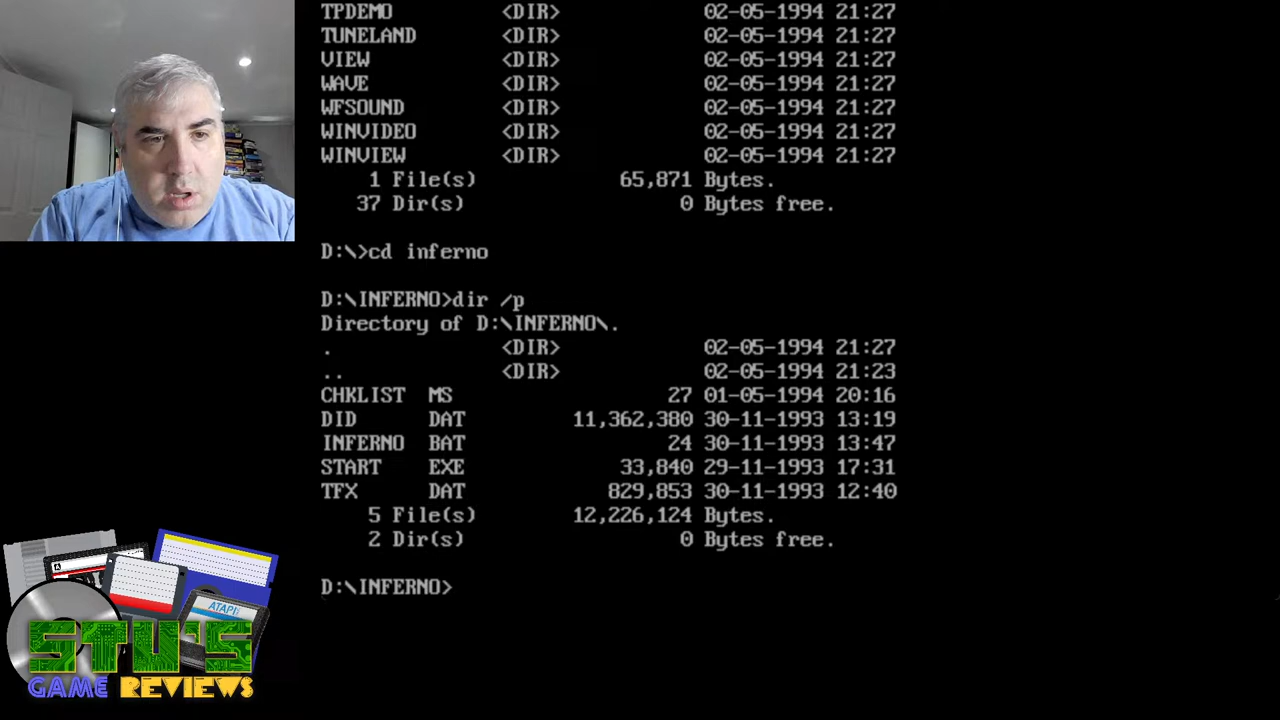 TPDEMO <DIR> 02-05-1994 21:27
TUNELAND <DIR> 02-05-1994 21:27
VIEW <DIR> 02-05-1994 21:27
WAVE <DIR> 02-05-1994 21:27
WFSOUND <DIR> 02-05-1994 21:27
WINVIDEO <DIR> 02-05-1994 21:27
WINVIEW <DIR> 02-05-1994 21:27
1 File(s) 65,871 Bytes.
37 Dir(s) 0 Bytes free.
D:\>cd inferno
D:\INFERNO>dir /p
Directory of D:\INFERNO\.
. <DIR> 02-05-1994 21:27
.. <DIR> 02-05-1994 21:23
CHKLIST MS 27 01-05-1994 20:16
DID DAT 11,362,380 30-11-1993 13:19
INFERNO BAT 24 30-11-1993 13:47
START EXE 33,840 29-11-1993 17:31
TFX DAT 829,853 30-11-1993 12:40
5 File(s) 12,226,124 Bytes.
2 Dir(s) 0 Bytes free.
D:\INFERNO>
ATAPI
STU'S
GAME REVIEWS